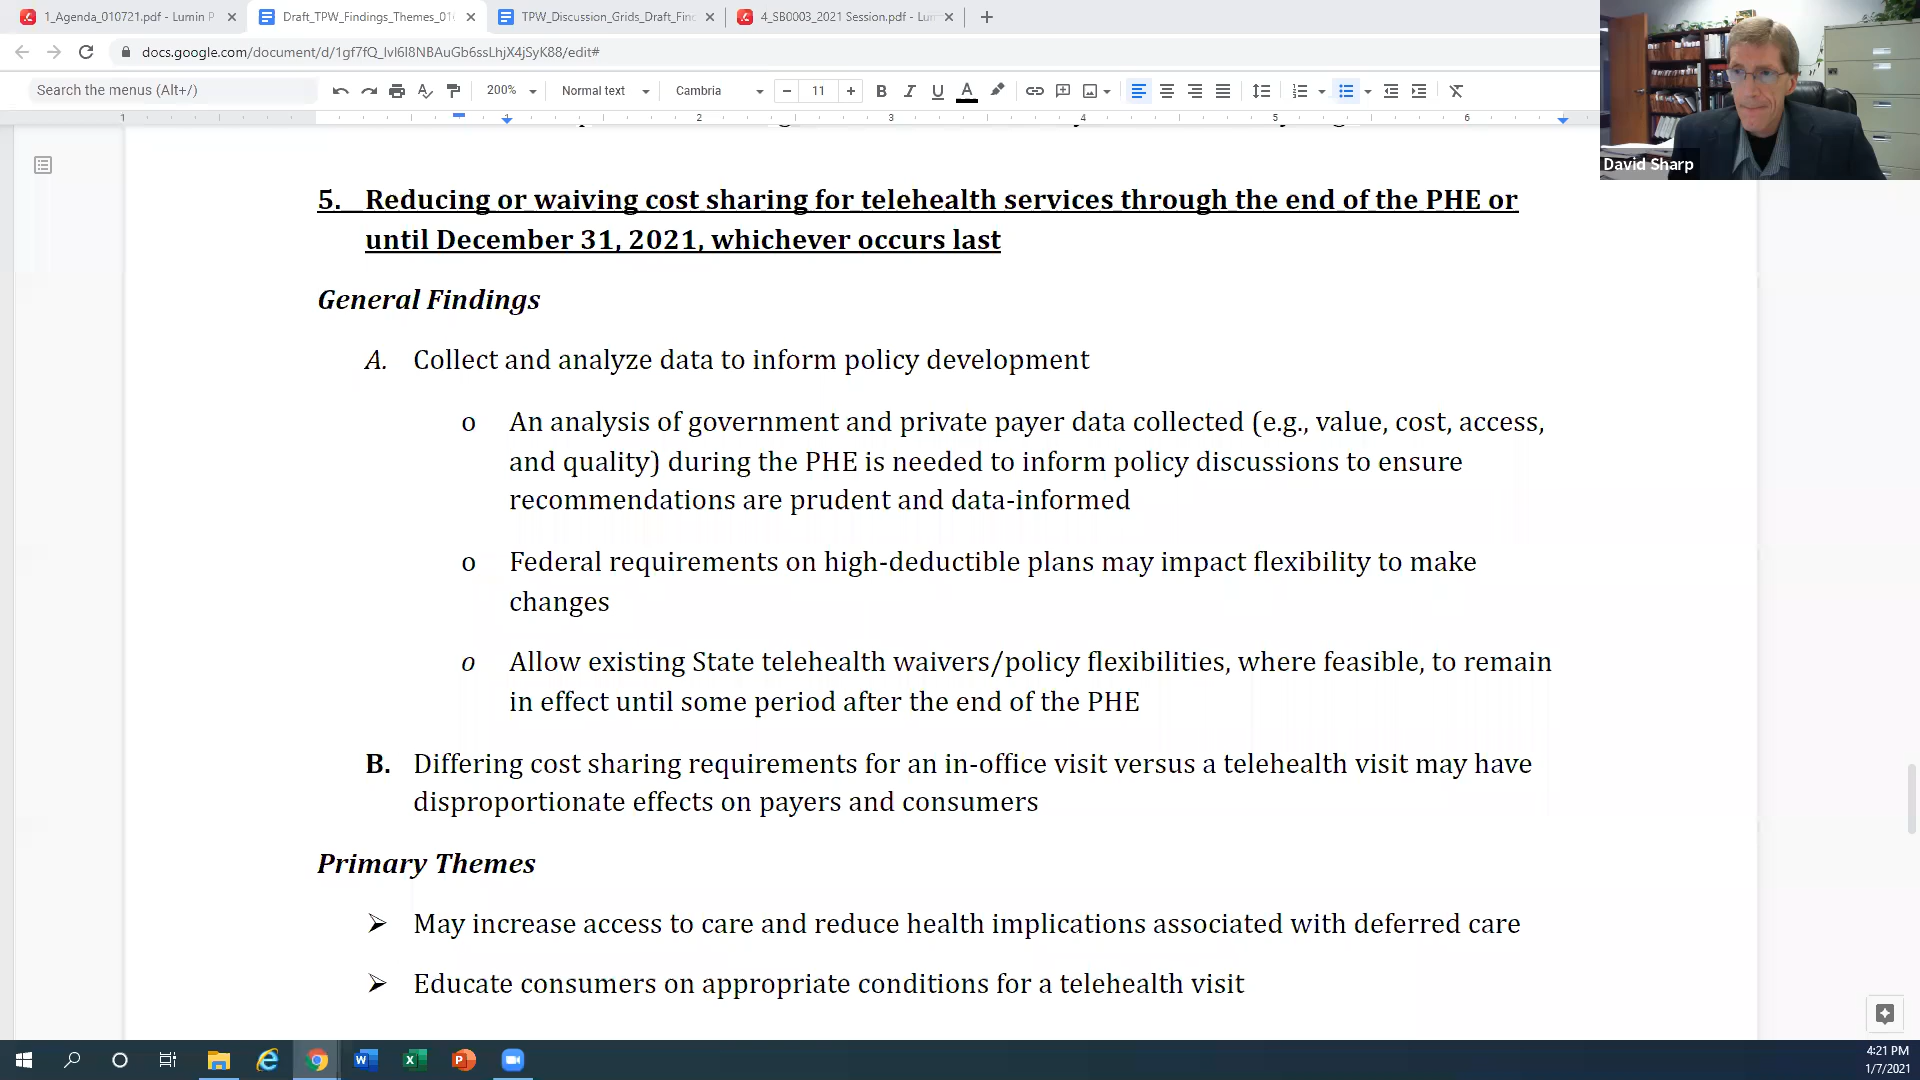 1_Agenda_010721.pdf - Lumin P
Draft_TPW_Findings_Themes_01
TPW_Discussion_Grids_Draft_Fin
4_SB0003_2021 Session.pdf - Lu
docs.google.com/document/d/1gf7fQ_lvl6I8NBAuGb6ssLhjX4jSyK88/edit#
Search the menus (Alt+/)
200%
Normal text
Cambria
11
1 1 2 3 4 5 6
David Sharp
5. Reducing or waiving cost sharing for telehealth services through the end of the PHE or
until December 31, 2021, whichever occurs last
General Findings
A. Collect and analyze data to inform policy development
o An analysis of government and private payer data collected (e.g., value, cost, access,
and quality) during the PHE is needed to inform policy discussions to ensure
recommendations are prudent and data-informed
o Federal requirements on high-deductible plans may impact flexibility to make
changes
o Allow existing State telehealth waivers/policy flexibilities, where feasible, to remain
in effect until some period after the end of the PHE
B. Differing cost sharing requirements for an in-office visit versus a telehealth visit may have
disproportionate effects on payers and consumers
Primary Themes
➢ May increase access to care and reduce health implications associated with deferred care
➢ Educate consumers on appropriate conditions for a telehealth visit
4:21 PM
1/7/2021